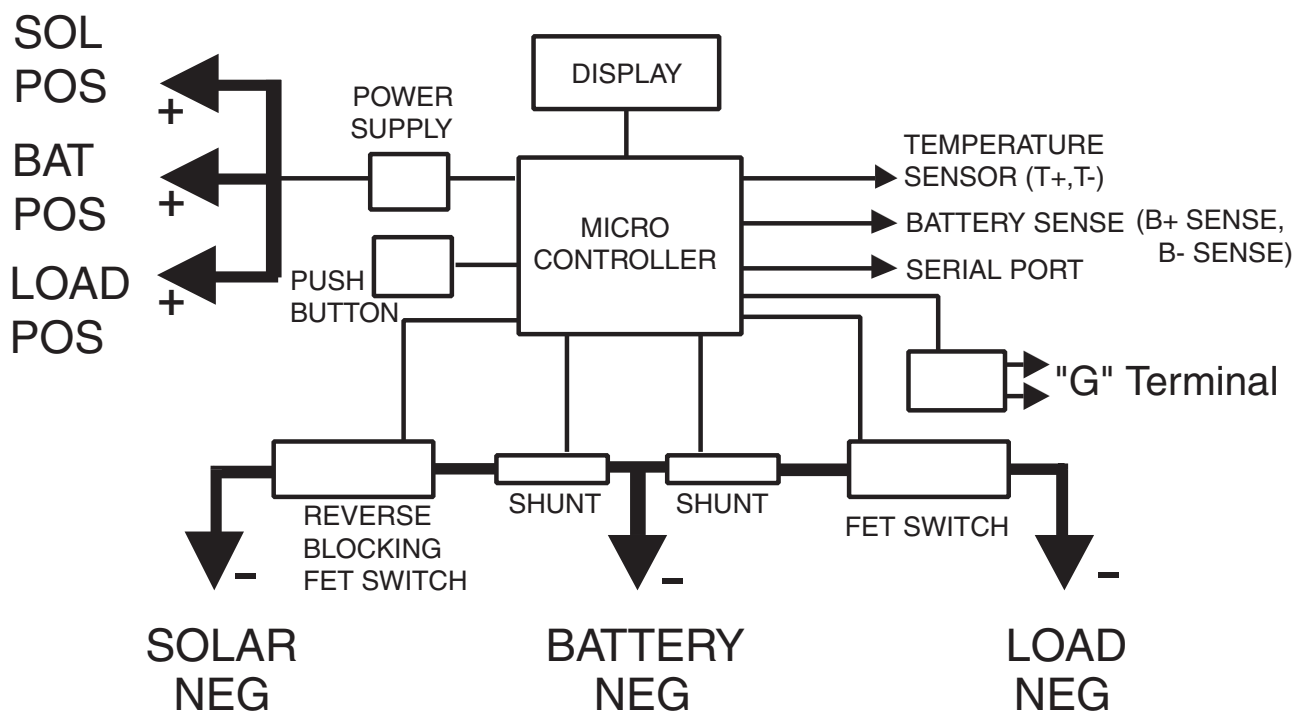 SOL
POS
+
BAT
POS
+
LOAD
POS
+
POWER
SUPPLY
PUSH
BUTTON
DISPLAY
MICRO
CONTROLLER
TEMPERATURE
SENSOR (T+,T-)
BATTERY SENSE (B+ SENSE,
B- SENSE)
SERIAL PORT
"G" Terminal
REVERSE
BLOCKING
FET SWITCH
SHUNT
SHUNT
FET SWITCH
-
SOLAR
NEG
-
BATTERY
NEG
-
LOAD
NEG